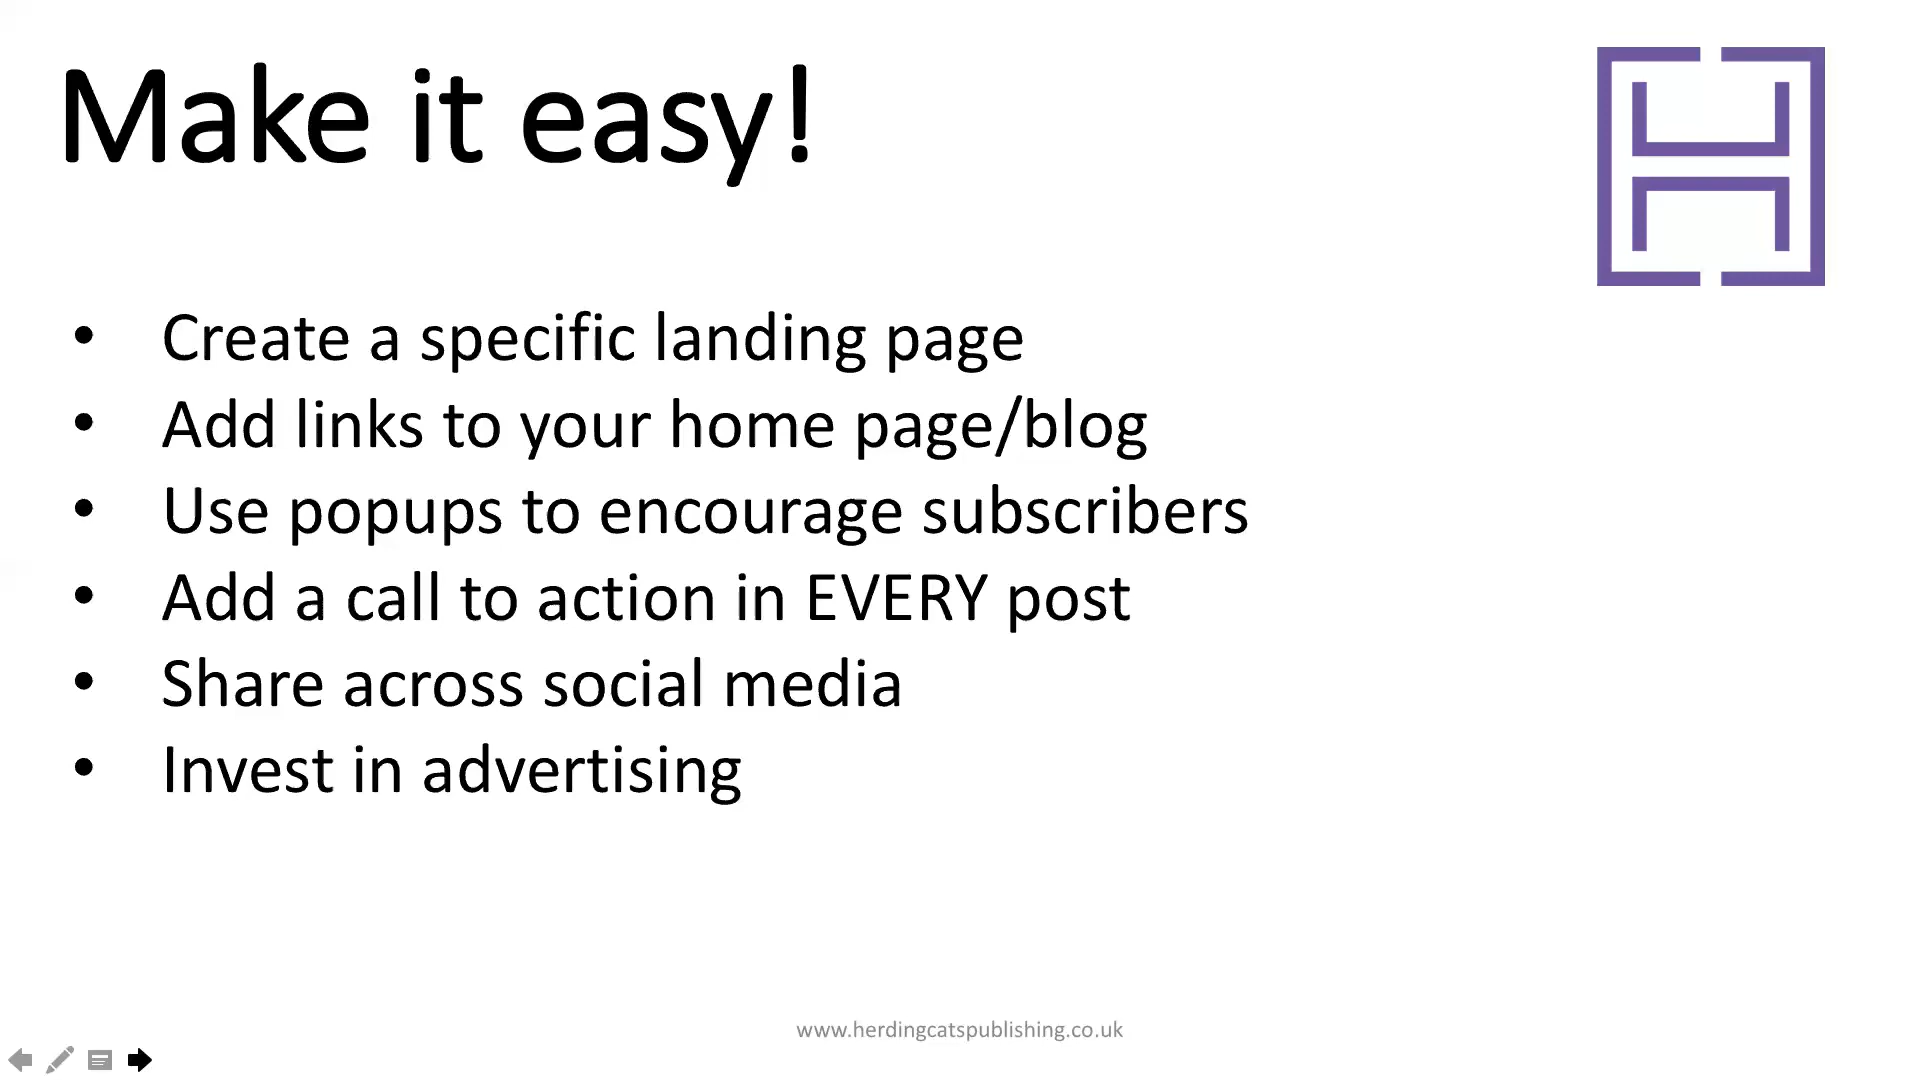 Make it easy!
• Create a specific landing page
• Add links to your home page/blog
• Use popups to encourage subscribers
• Add a call to action in EVERY post
• Share across social media
• Invest in advertising
www.herdingcatspublishing.co.uk